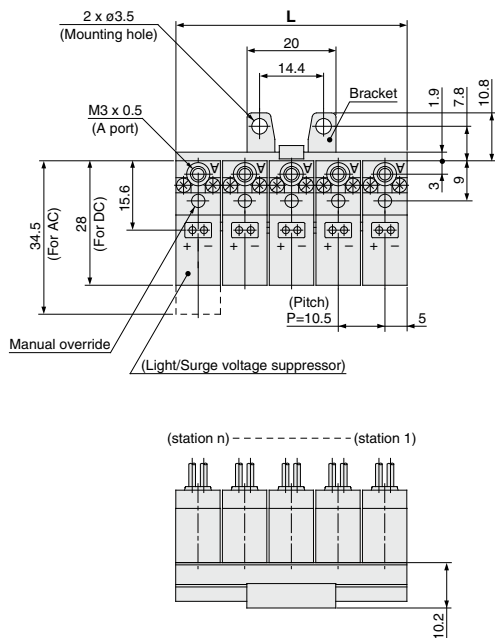 2 x ø3.5
(Mounting hole)
L
20
14.4
1.9
7.8
10.8
Bracket
M3 x 0.5
(A port)
A A A A A
34.5
(For AC)
28
(For DC)
15.6
3
9
+ − + − + − + − + −
(Pitch)
P=10.5
5
Manual override
(Light/Surge voltage suppressor)
(station n) (station 1)
10.2